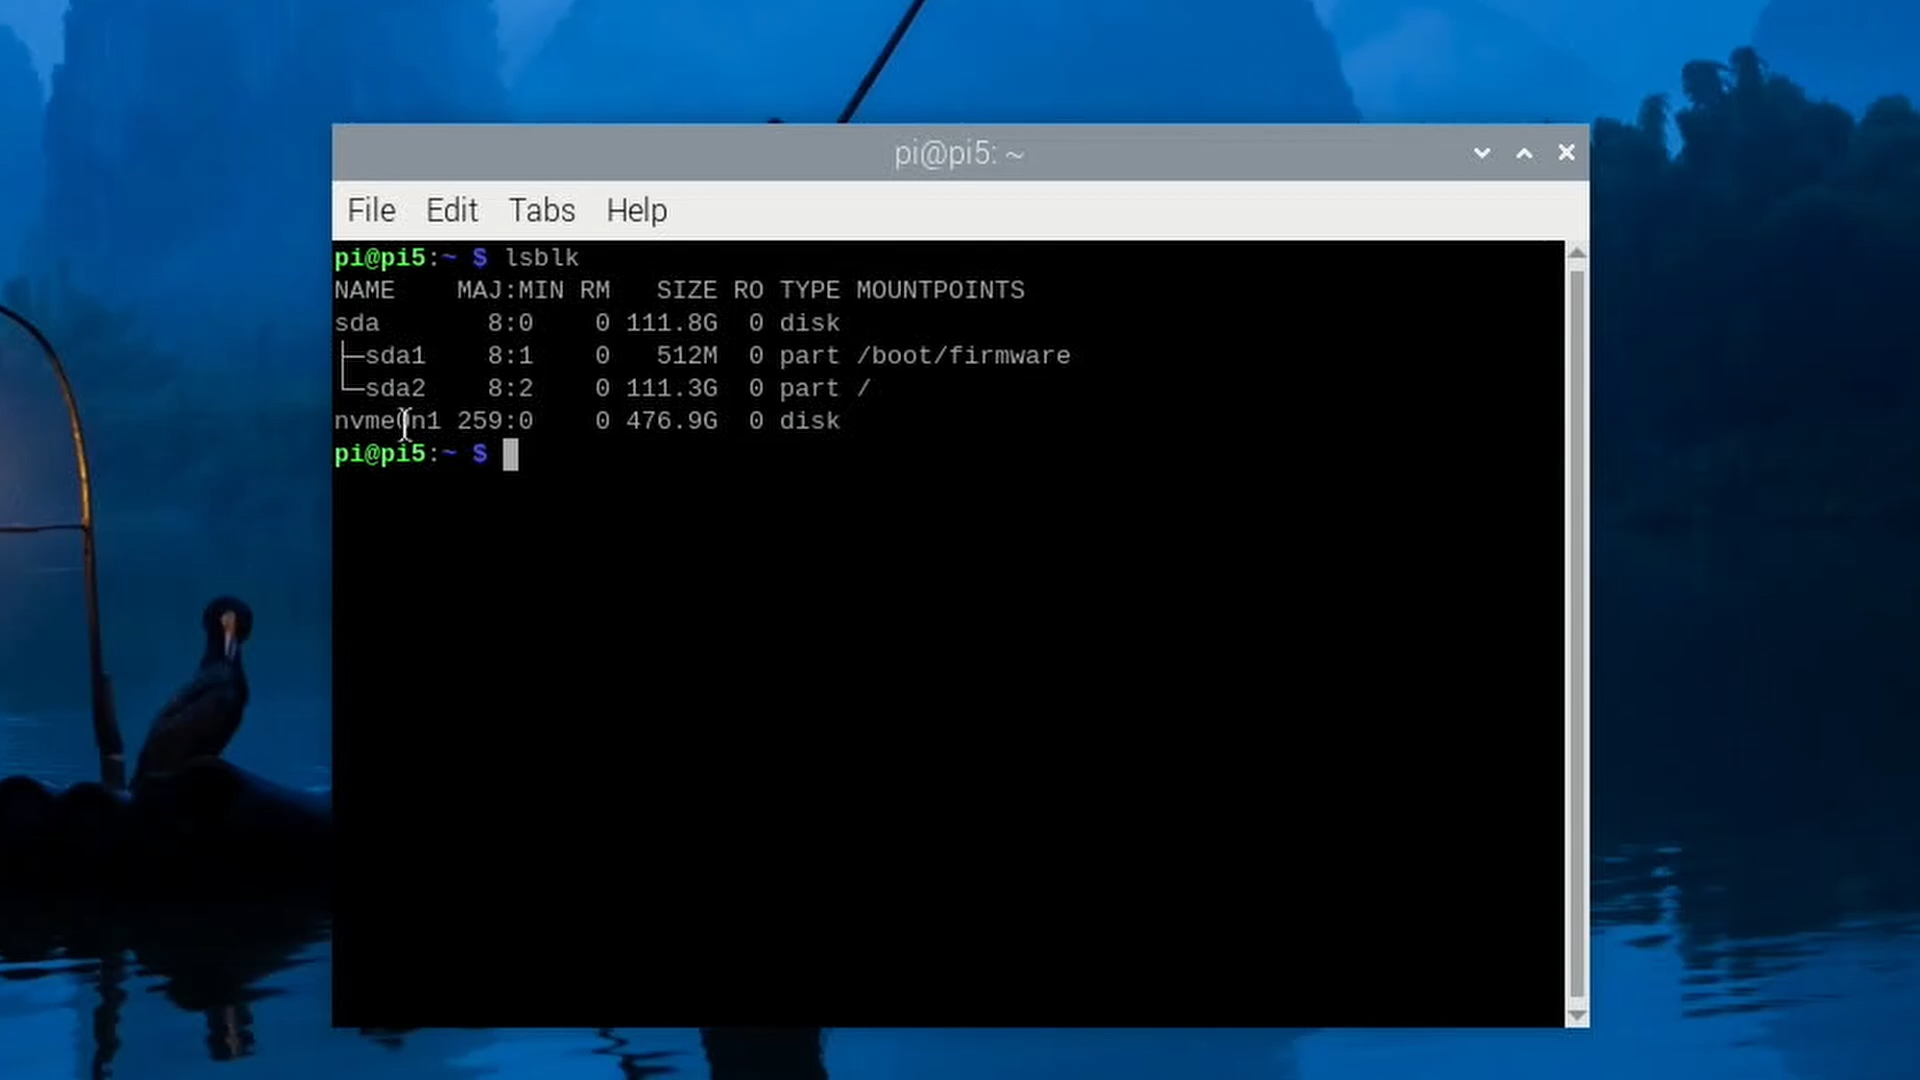 pi@pi5: ~
File Edit Tabs Help
pi@pi5:~ $ lsblk
NAME    MAJ:MIN RM   SIZE RO TYPE MOUNTPOINTS
sda       8:0    0 111.8G  0 disk
├─sda1    8:1    0   512M  0 part /boot/firmware
└─sda2    8:2    0 111.3G  0 part /
nvme0n1 259:0    0 476.9G  0 disk
pi@pi5:~ $